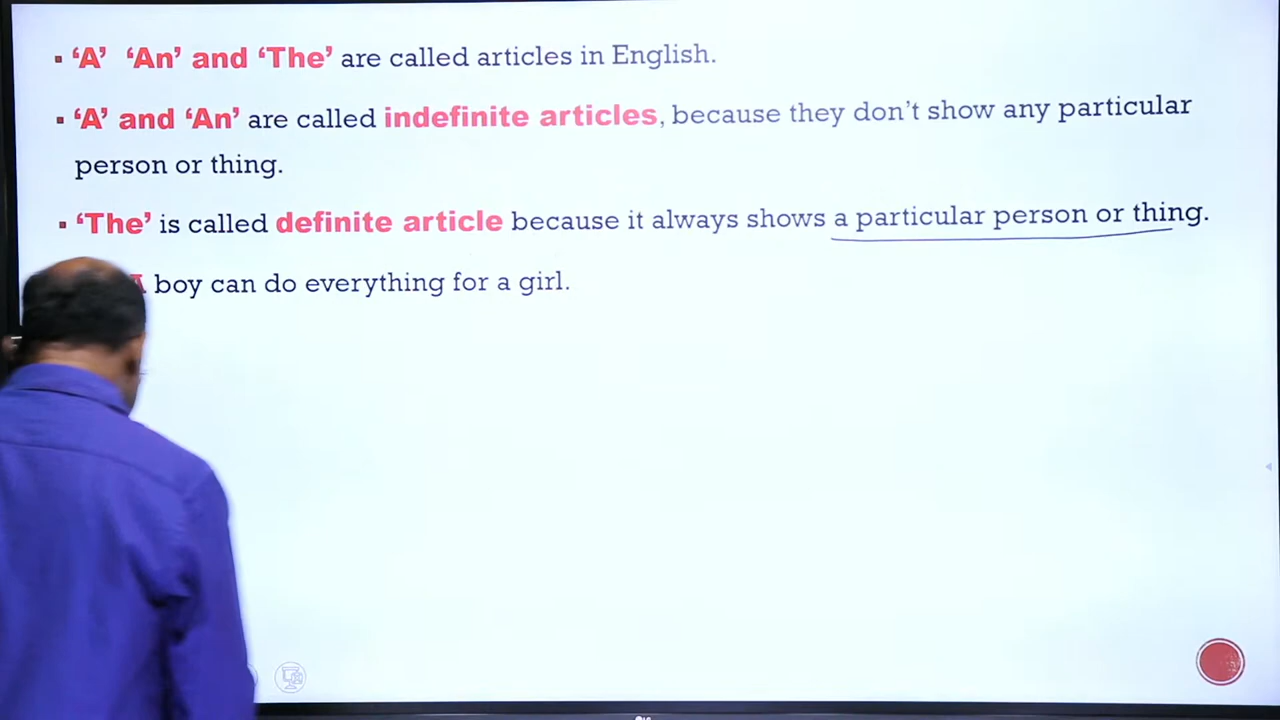 ▪ ‘A’ ‘An’ and ‘The’ are called articles in English.
▪ ‘A’ and ‘An’ are called indefinite articles, because they don’t show any particular
person or thing.
▪ ‘The’ is called definite article because it always shows a particular person or thing.
A boy can do everything for a girl.